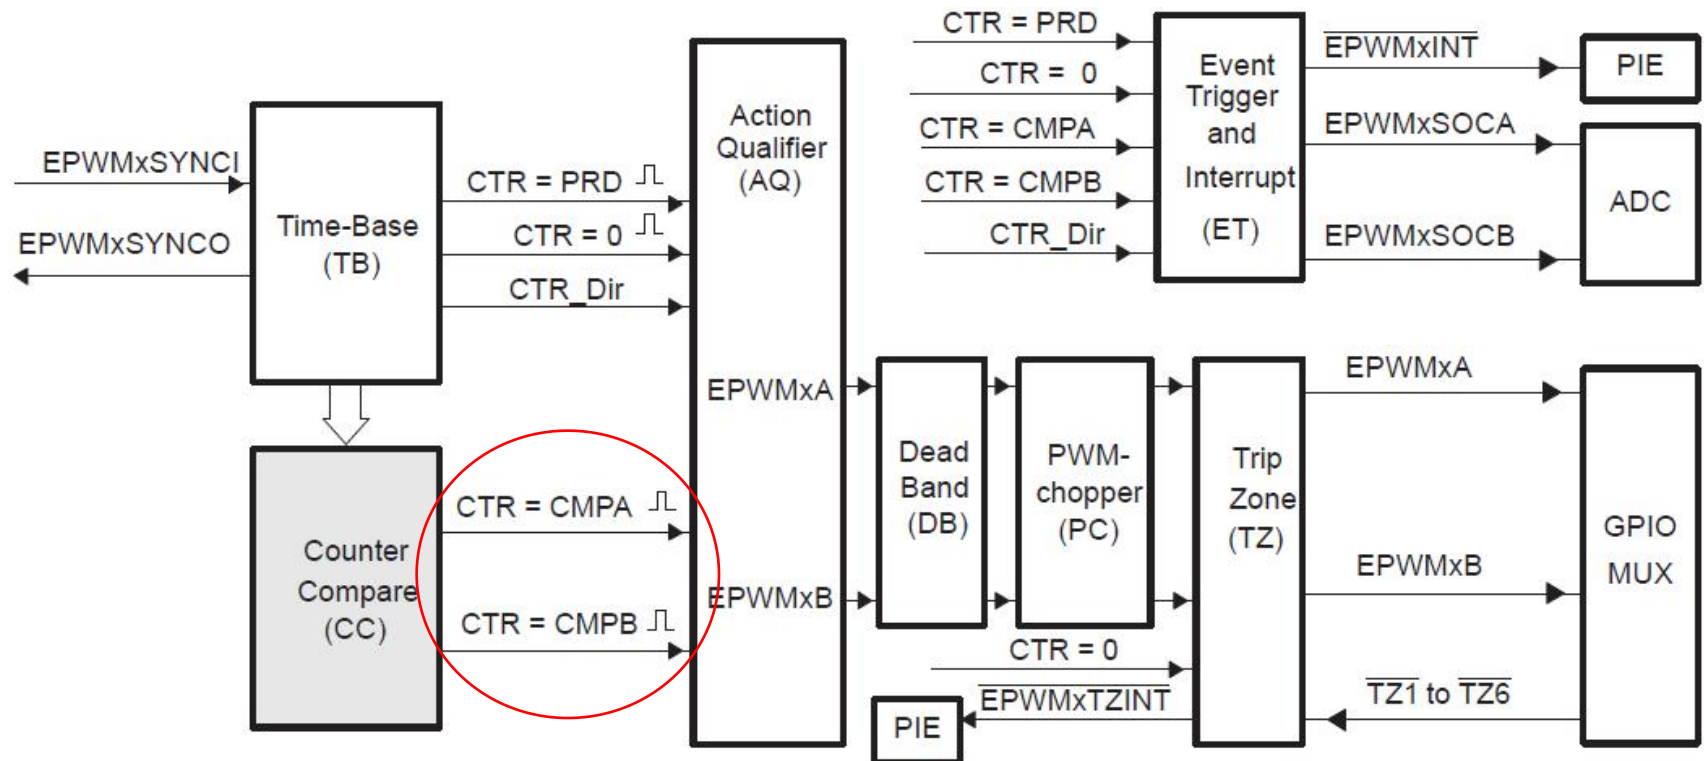 EPWMxSYNCI
EPWMxSYNCO
Time-Base
(TB)
CTR = PRD
CTR = 0
CTR_Dir
Counter
Compare
(CC)
CTR = CMPA
CTR = CMPB
Action
Qualifier
(AQ)
EPWMxA
EPWMxB
CTR = PRD
CTR = 0
CTR = CMPA
CTR = CMPB
CTR_Dir
Event
Trigger
and
Interrupt
(ET)
EPWMxINT
EPWMxSOCA
EPWMxSOCB
PIE
ADC
Dead
Band
(DB)
PWM-
chopper
(PC)
Trip
Zone
(TZ)
CTR = 0
EPWMxTZINT
PIE
EPWMxA
EPWMxB
TZ1 to TZ6
GPIO
MUX